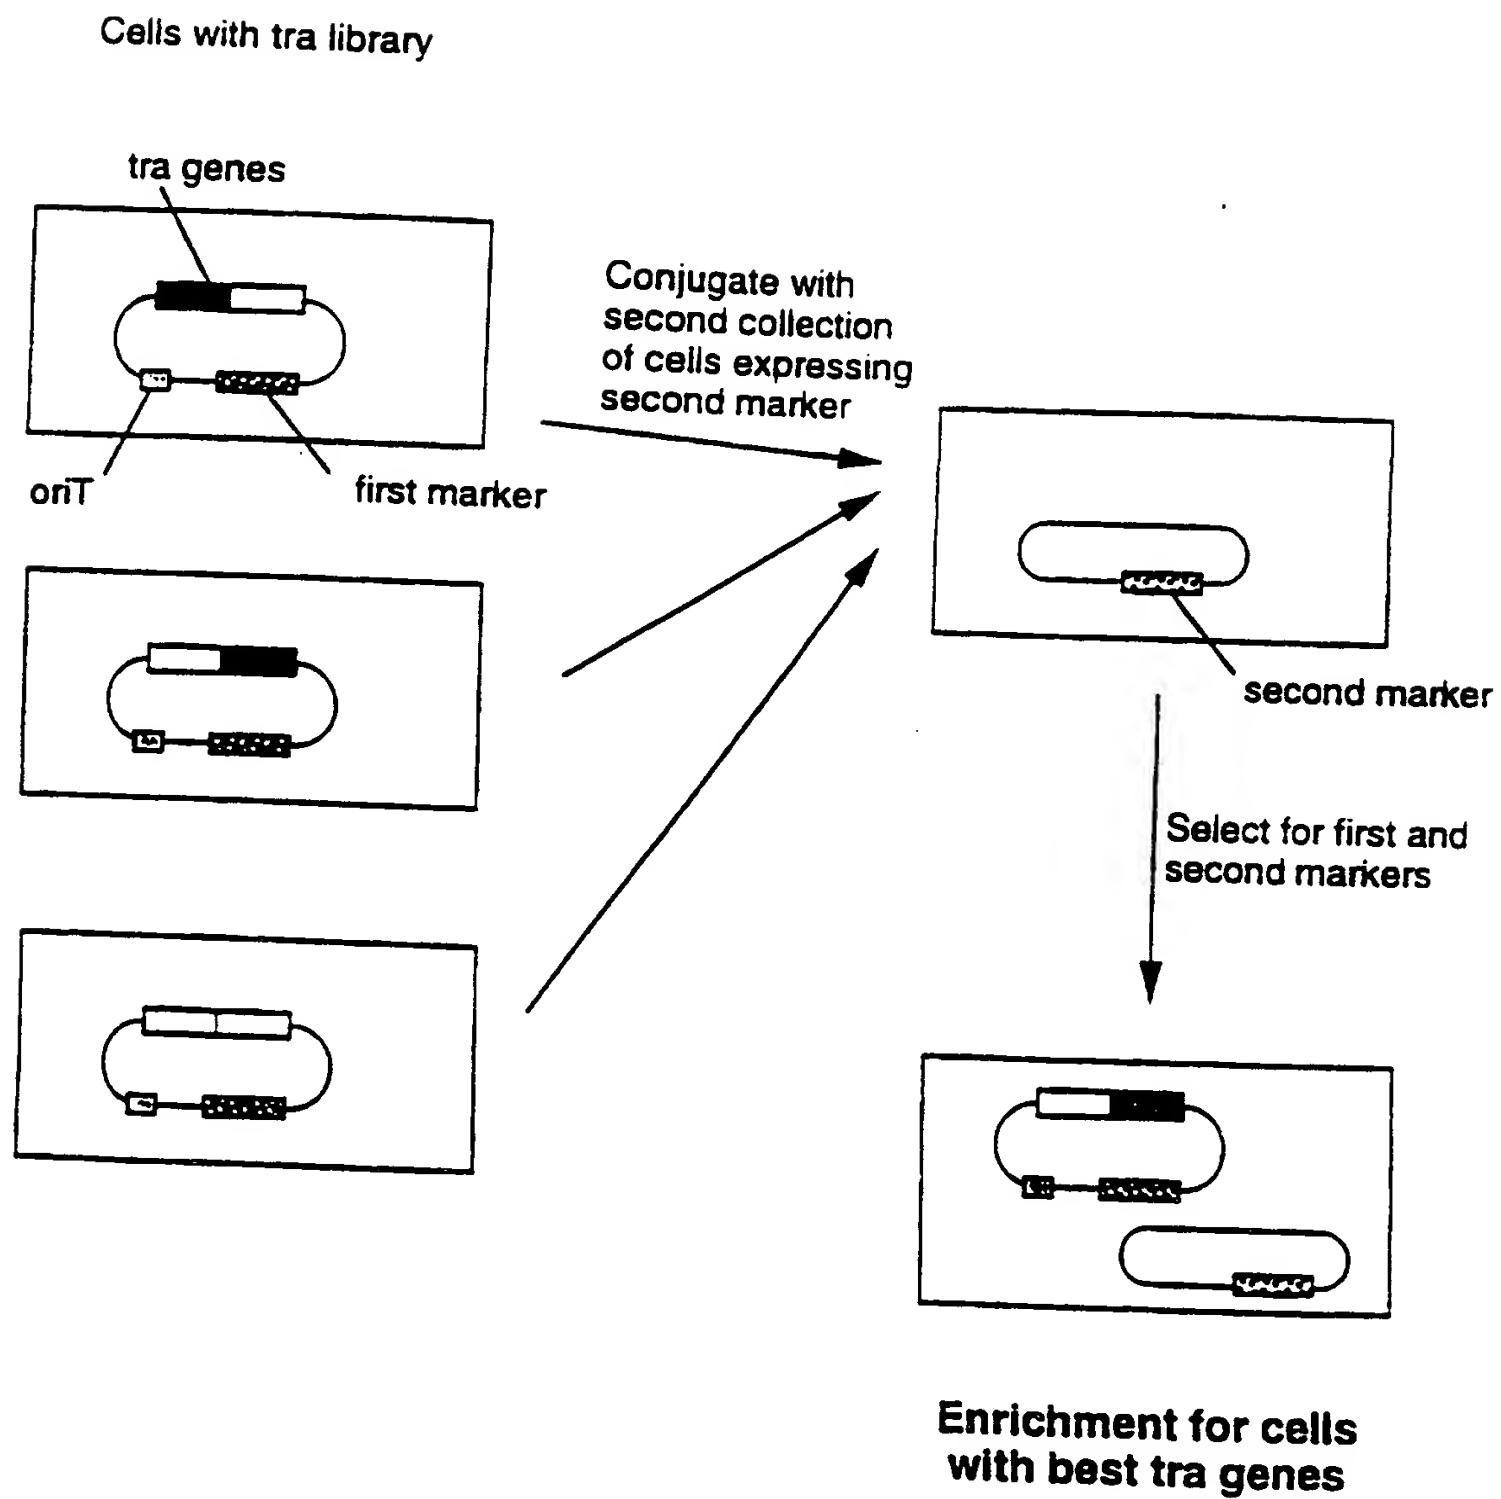 Cells with tra library
tra genes
Conjugate with
second collection
of cells expressing
second marker
oriT
first marker
second marker
Select for first and
second markers
Enrichment for cells
with best tra genes